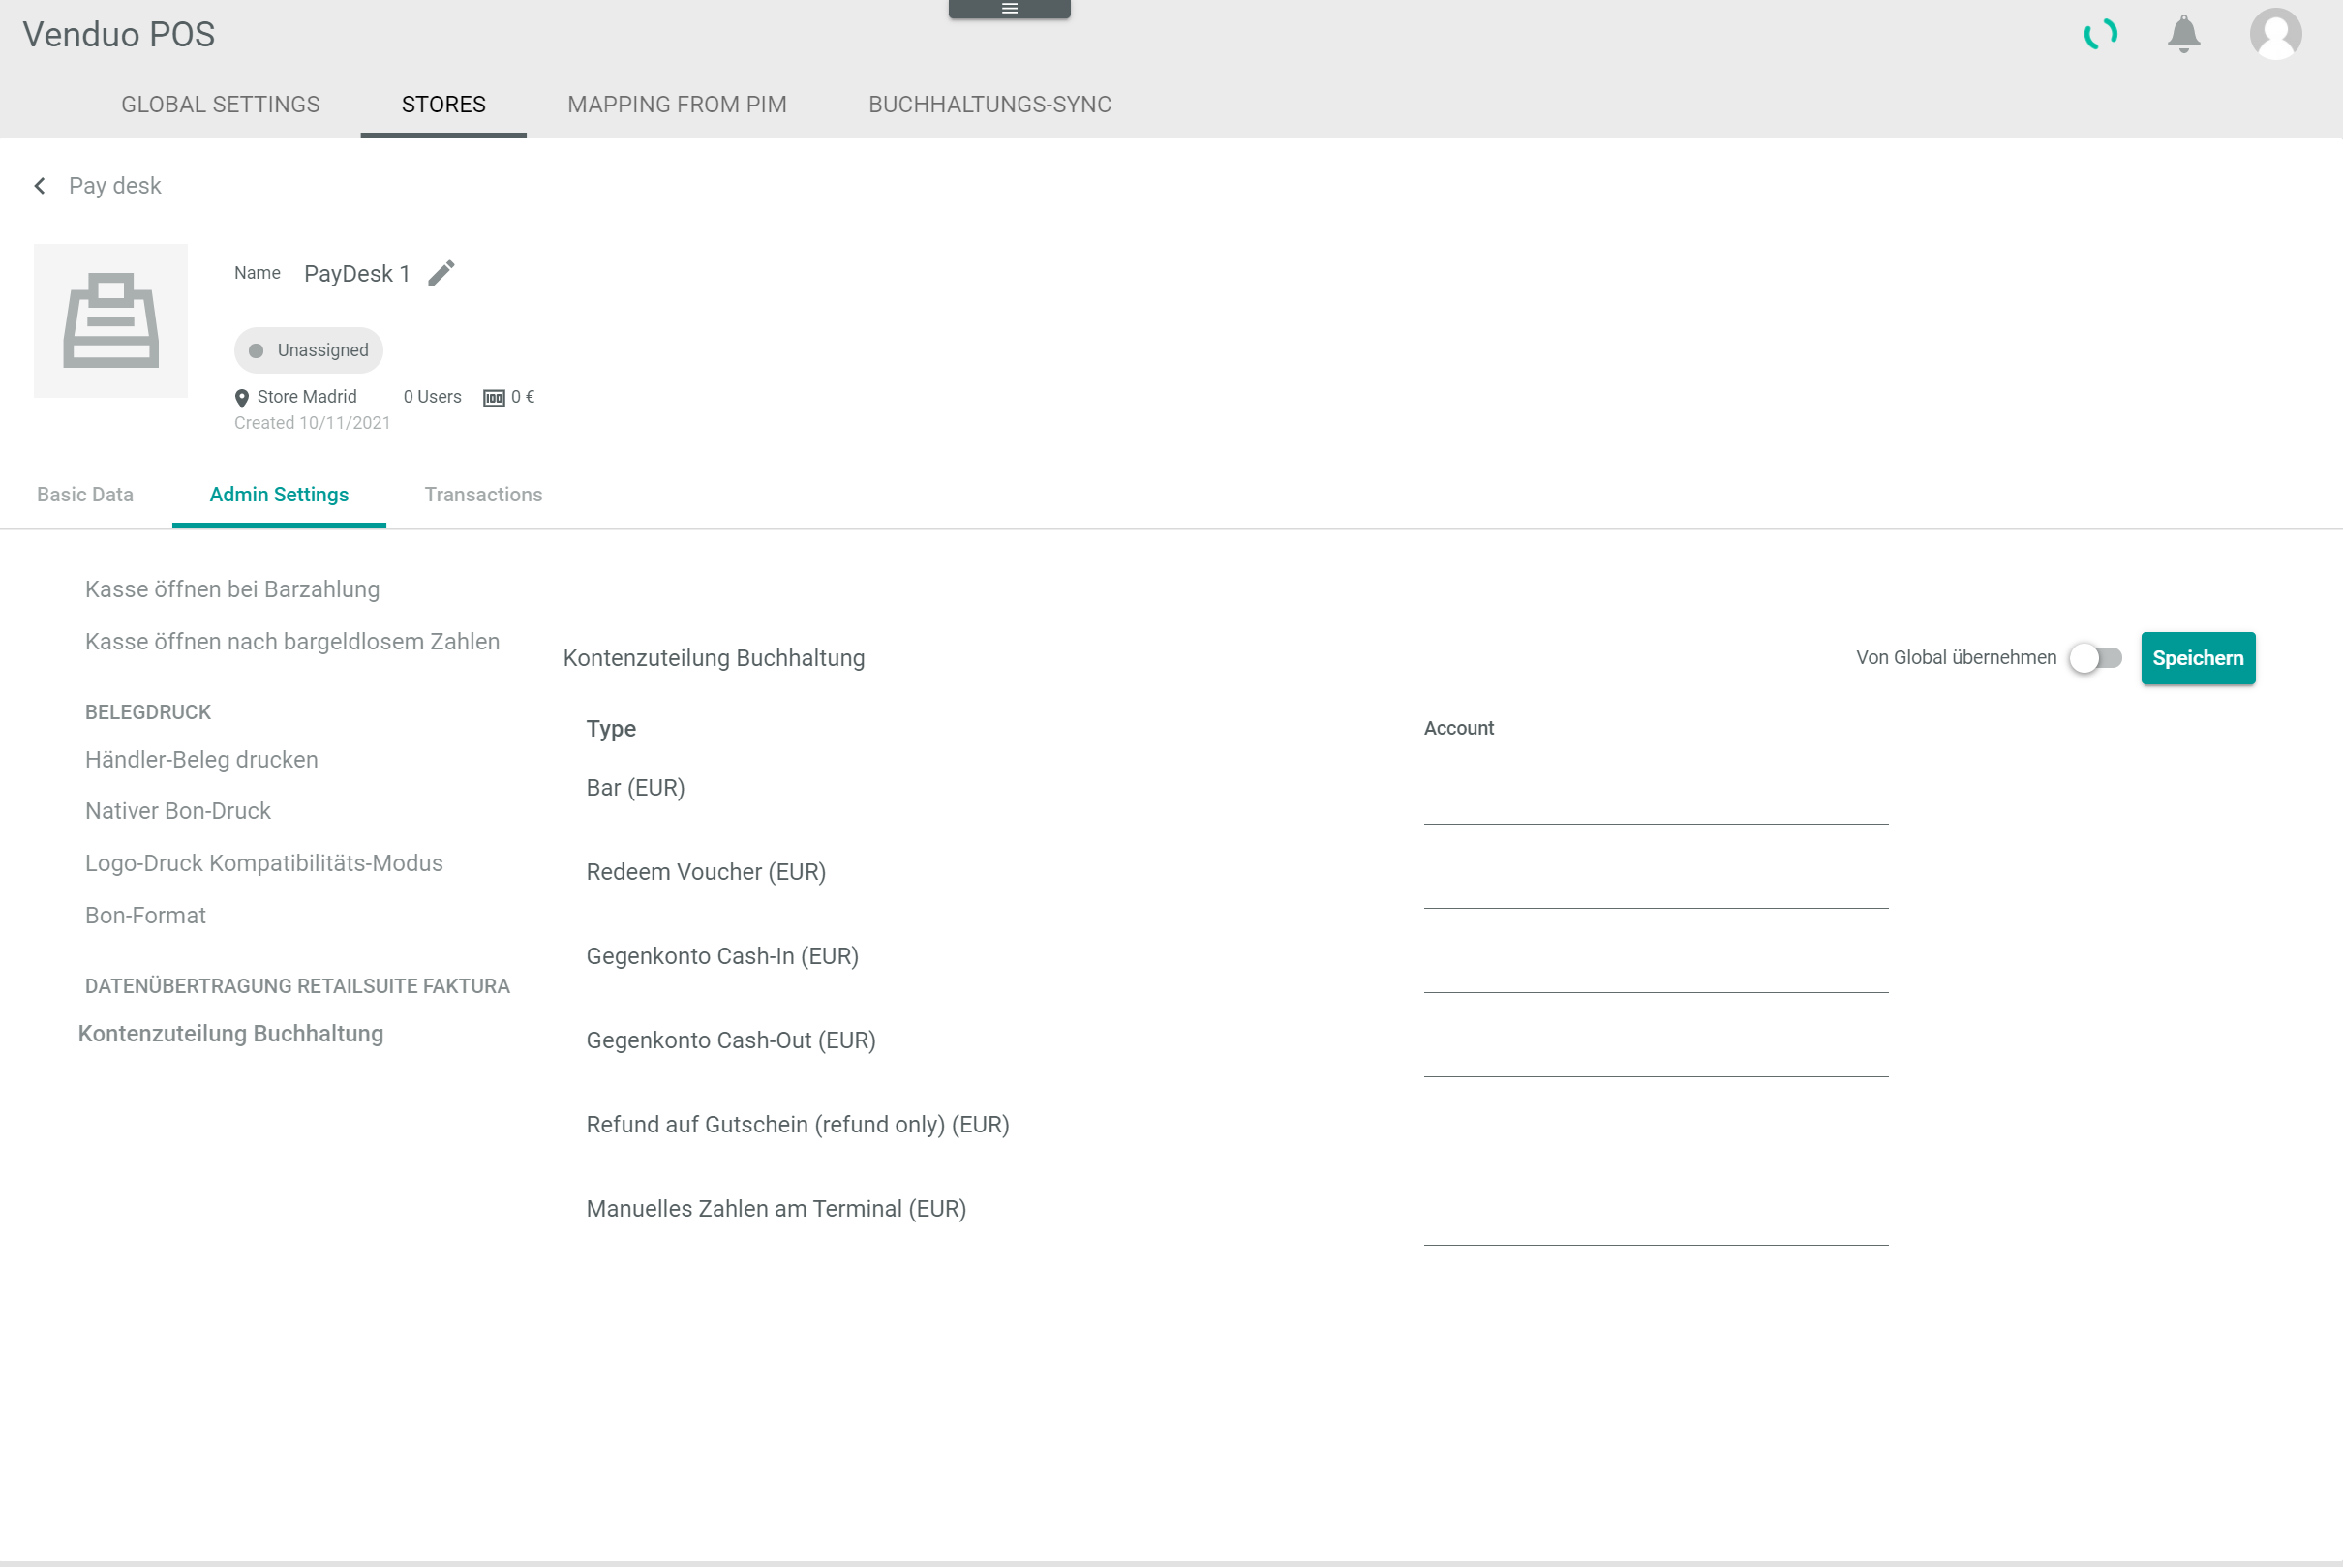 Venduo POS
GLOBAL SETTINGS STORES MAPPING FROM PIM BUCHHALTUNGS-SYNC
Pay desk
Name PayDesk 1
Unassigned
Store Madrid 0 Users 100 0 €
Created 10/11/2021
Basic Data Admin Settings Transactions
Kasse öffnen bei Barzahlung
Kasse öffnen nach bargeldlosem Zahlen
BELEGDRUCK
Händler-Beleg drucken
Nativer Bon-Druck
Logo-Druck Kompatibilitäts-Modus
Bon-Format
DATENÜBERTRAGUNG RETAILSUITE FAKTURA
Kontenzuteilung Buchhaltung
Kontenzuteilung Buchhaltung Von Global übernehmen Speichern
Type Account
Bar (EUR)
Redeem Voucher (EUR)
Gegenkonto Cash-In (EUR)
Gegenkonto Cash-Out (EUR)
Refund auf Gutschein (refund only) (EUR)
Manuelles Zahlen am Terminal (EUR)